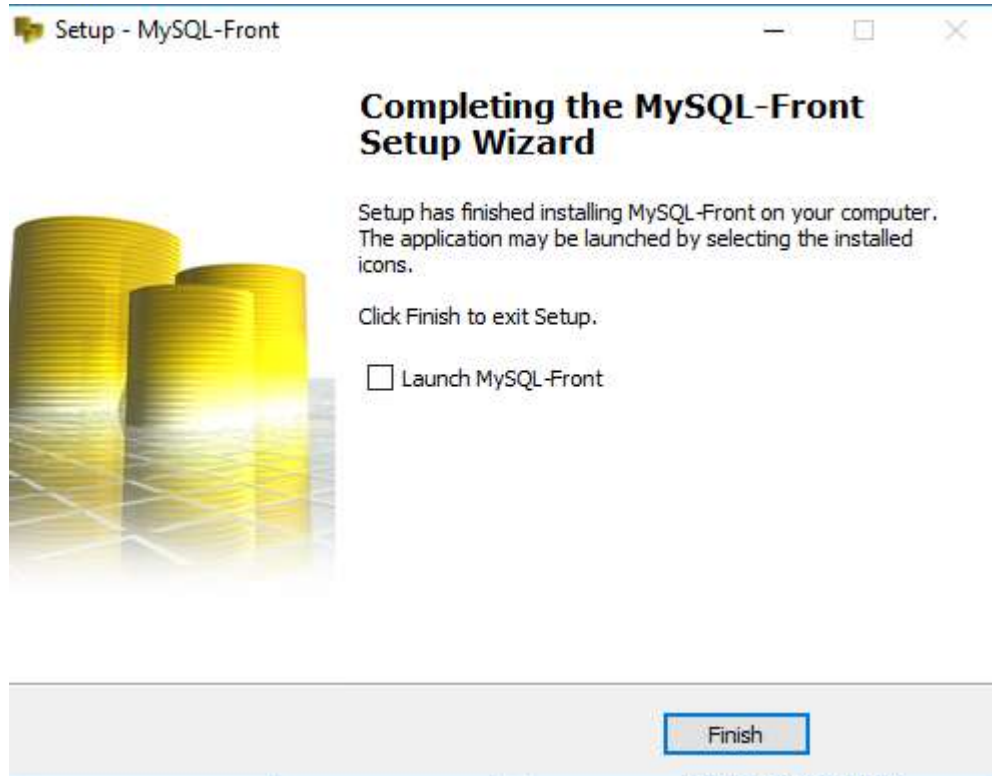 Setup - MySQL-Front
Completing the MySQL-Front
Setup Wizard
Setup has finished installing MySQL-Front on your computer.
The application may be launched by selecting the installed
icons.
Click Finish to exit Setup.
Launch MySQL-Front
Finish